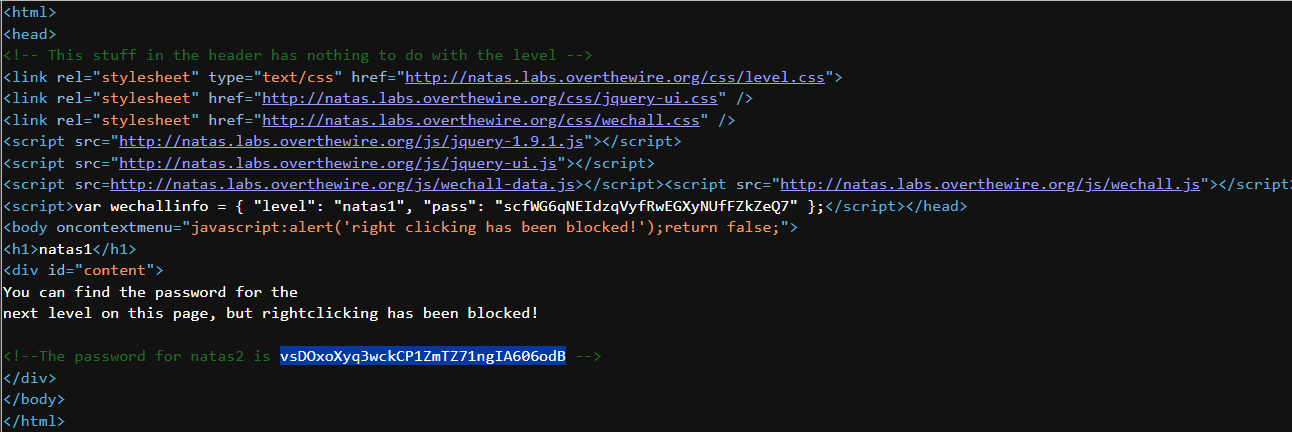 <html>
<head>
<!-- This stuff in the header has nothing to do with the level -->
<link rel="stylesheet" type="text/css" href="http://natas.labs.overthewire.org/css/level.css">
<link rel="stylesheet" href="http://natas.labs.overthewire.org/css/jquery-ui.css" />
<link rel="stylesheet" href="http://natas.labs.overthewire.org/css/wechall.css" />
<script src="http://natas.labs.overthewire.org/js/jquery-1.9.1.js"></script>
<script src="http://natas.labs.overthewire.org/js/jquery-ui.js"></script>
<script src=http://natas.labs.overthewire.org/js/wechall-data.js></script><script src="http://natas.labs.overthewire.org/js/wechall.js"></script>
<script>var wechallinfo = { "level": "natas1", "pass": "scfWG6qNEIdzqVyfRwEGXyNUfFZkZeQ7" };</script></head>
<body oncontextmenu="javascript:alert('right clicking has been blocked!');return false;">
<h1>natas1</h1>
<div id="content">
You can find the password for the
next level on this page, but rightclicking has been blocked!
<!--The password for natas2 is vsDOxoXyq3wckCP1ZmTZ71ngIA606odB -->
</div>
</body>
</html>